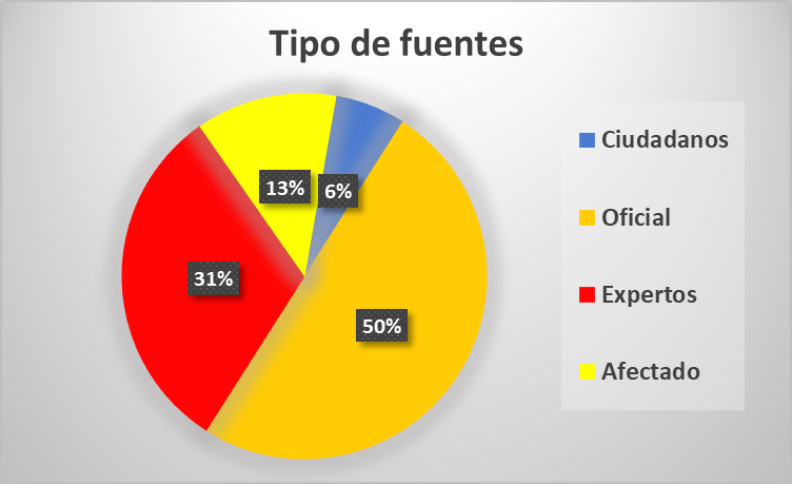 Tipo de fuentes
13%
6%
31%
50%
Ciudadanos
Oficial
Expertos
Afectado